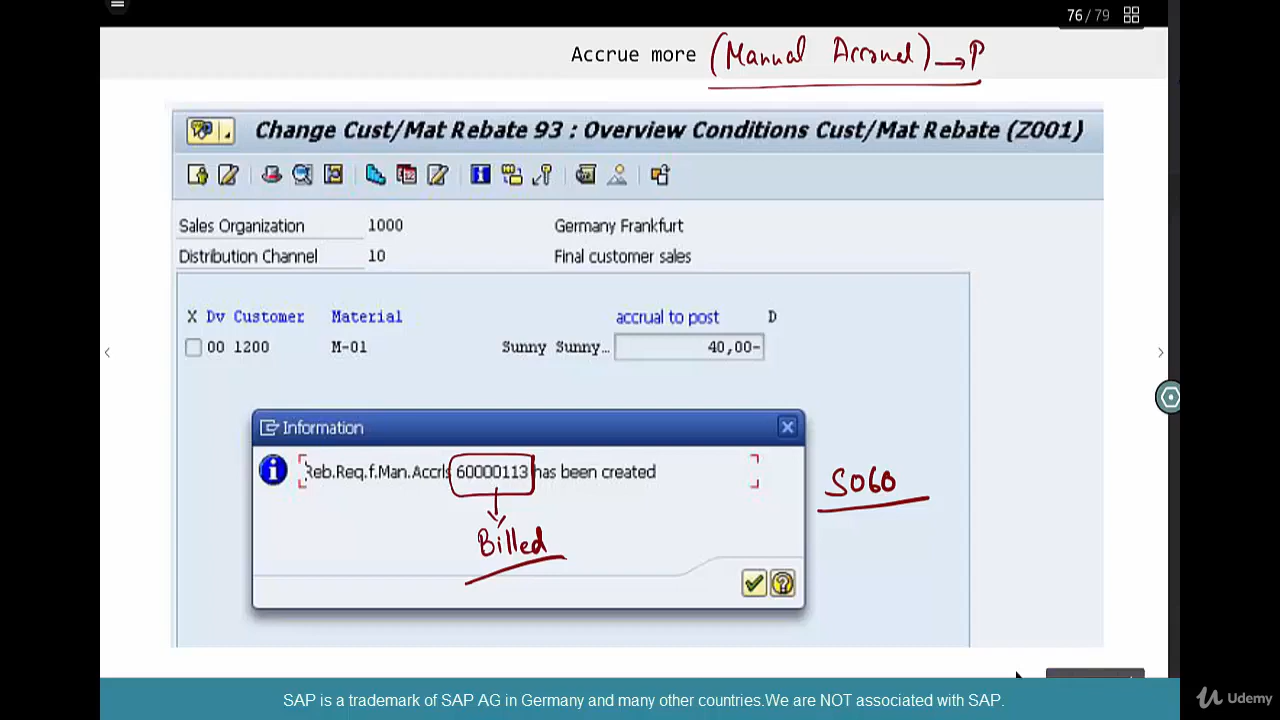 76 / 79
Accrue more (Manual Accrual) → P
Change Cust/Mat Rebate 93 : Overview Conditions Cust/Mat Rebate (Z001)
Sales Organization 1000 Germany Frankfurt
Distribution Channel 10 Final customer sales
X Dv Customer Material accrual to post D
00 1200 M-01 Sunny Sunny... 40,00-
Information
Reb.Req.f.Man.Accrls 60000113 has been created
S060
Billed
SAP is a trademark of SAP AG in Germany and many other countries.We are NOT associated with SAP.
Udemy